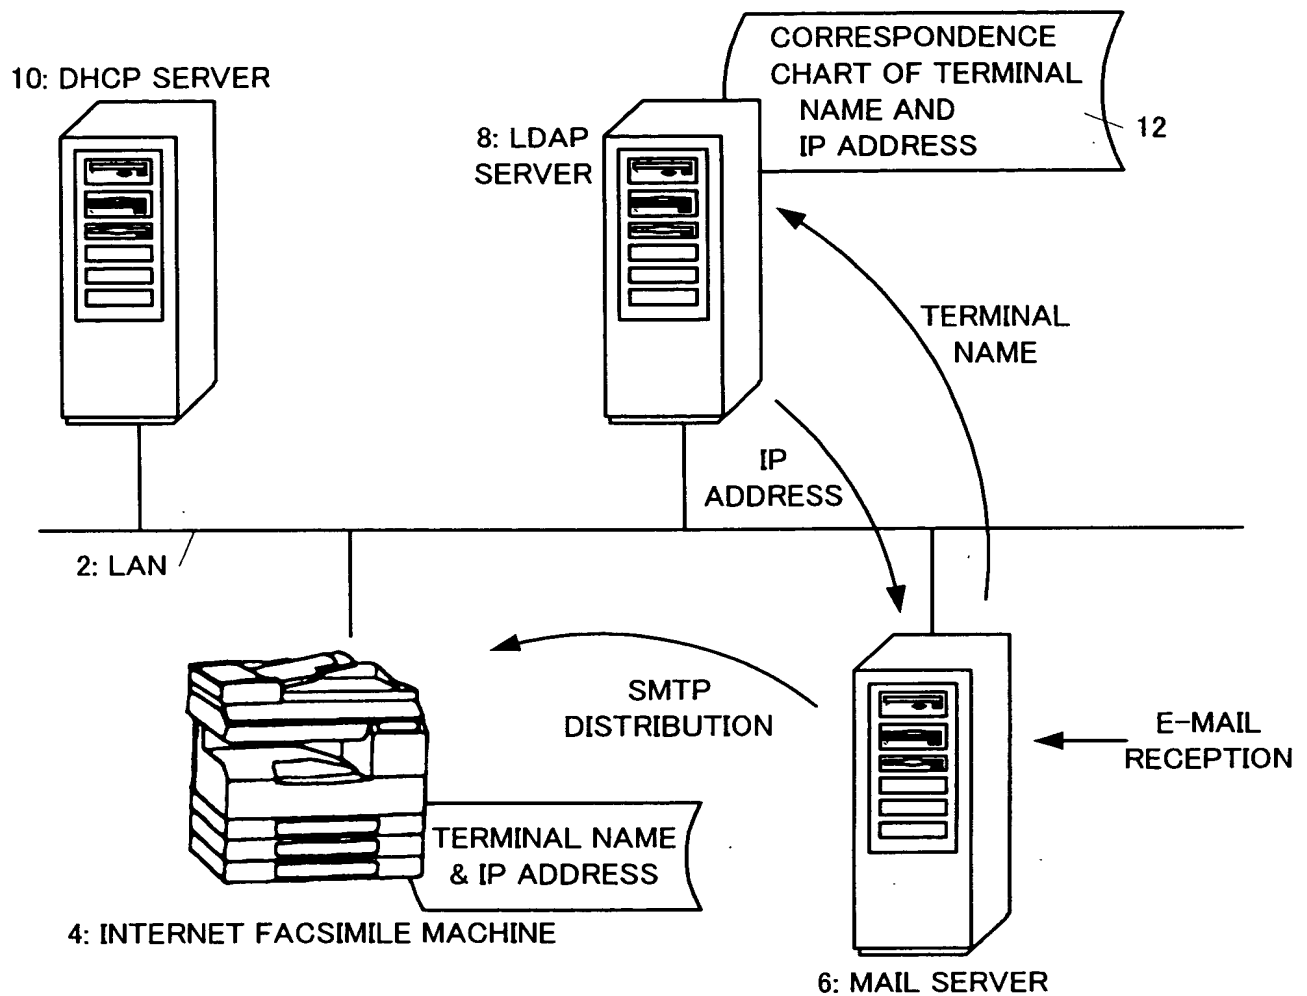 CORRESPONDENCE
CHART OF TERMINAL
NAME AND
IP ADDRESS
12
10: DHCP SERVER
8: LDAP
SERVER
TERMINAL
NAME
IP
ADDRESS
2: LAN
SMTP
DISTRIBUTION
E-MAIL
RECEPTION
TERMINAL NAME
& IP ADDRESS
4: INTERNET FACSIMILE MACHINE
6: MAIL SERVER